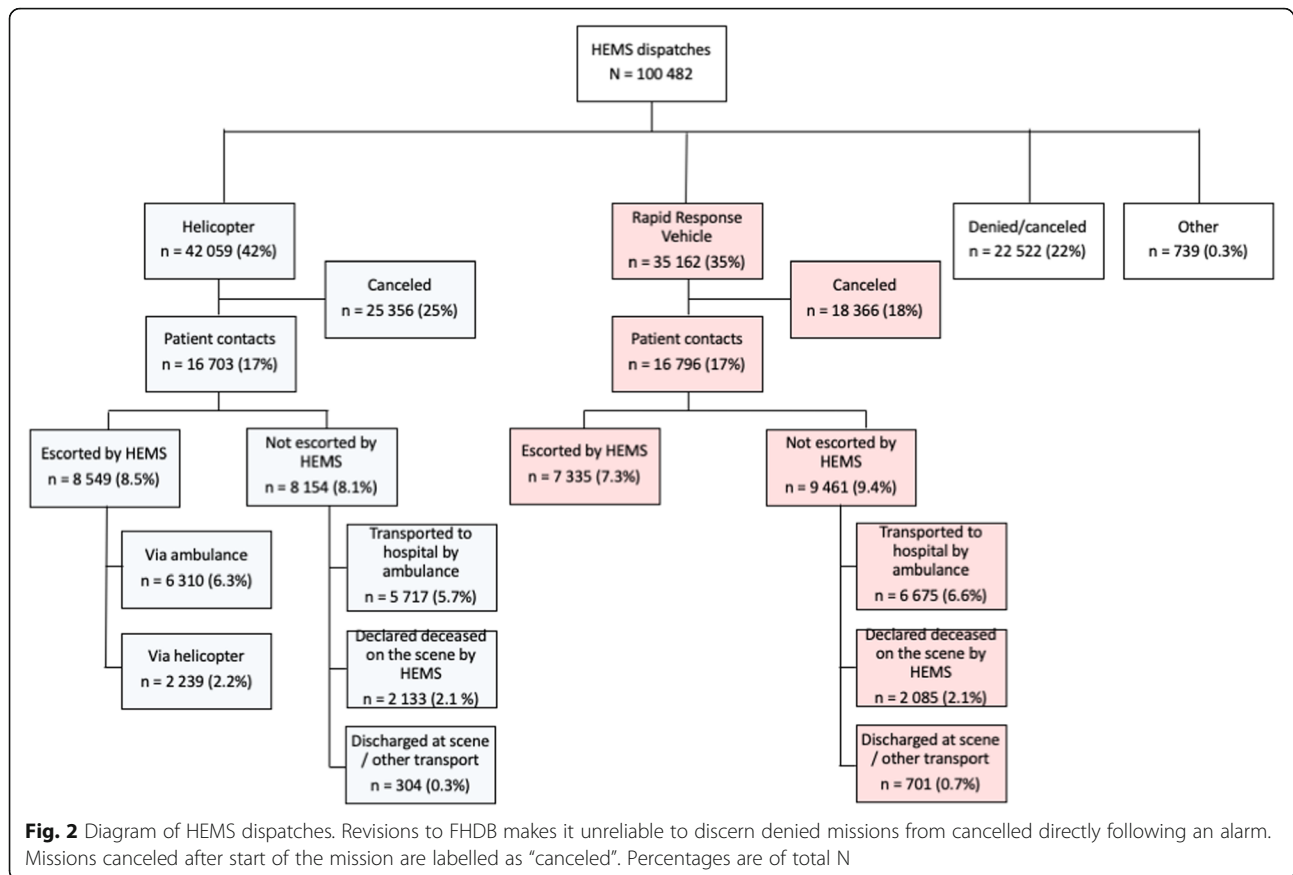 HEMS dispatches
N = 100 482
Helicopter
n = 42 059 (42%)
Rapid Response
Vehicle
n = 35 162 (35%)
Denied/canceled
n = 22 522 (22%)
Other
n = 739 (0.3%)
Canceled
n = 25 356 (25%)
Canceled
n = 18 366 (18%)
Patient contacts
n = 16 703 (17%)
Patient contacts
n = 16 796 (17%)
Escorted by HEMS
n = 8 549 (8.5%)
Not escorted by
HEMS
n = 8 154 (8.1%)
Escorted by HEMS
n = 7 335 (7.3%)
Not escorted by
HEMS
n = 9 461 (9.4%)
Via ambulance
n = 6 310 (6.3%)
Transported to
hospital by
ambulance
n = 5 717 (5.7%)
Transported to
hospital by
ambulance
n = 6 675 (6.6%)
Via helicopter
n = 2 239 (2.2%)
Declared deceased
on the scene by
HEMS
n = 2 133 (2.1 %)
Declared deceased
on the scene by
HEMS
n = 2 085 (2.1%)
Discharged at scene
/ other transport
n = 304 (0.3%)
Discharged at scene
/ other transport
n = 701 (0.7%)
Fig. 2 Diagram of HEMS dispatches. Revisions to FHDB makes it unreliable to discern denied missions from cancelled directly following an alarm.
Missions canceled after start of the mission are labelled as “canceled”. Percentages are of total N